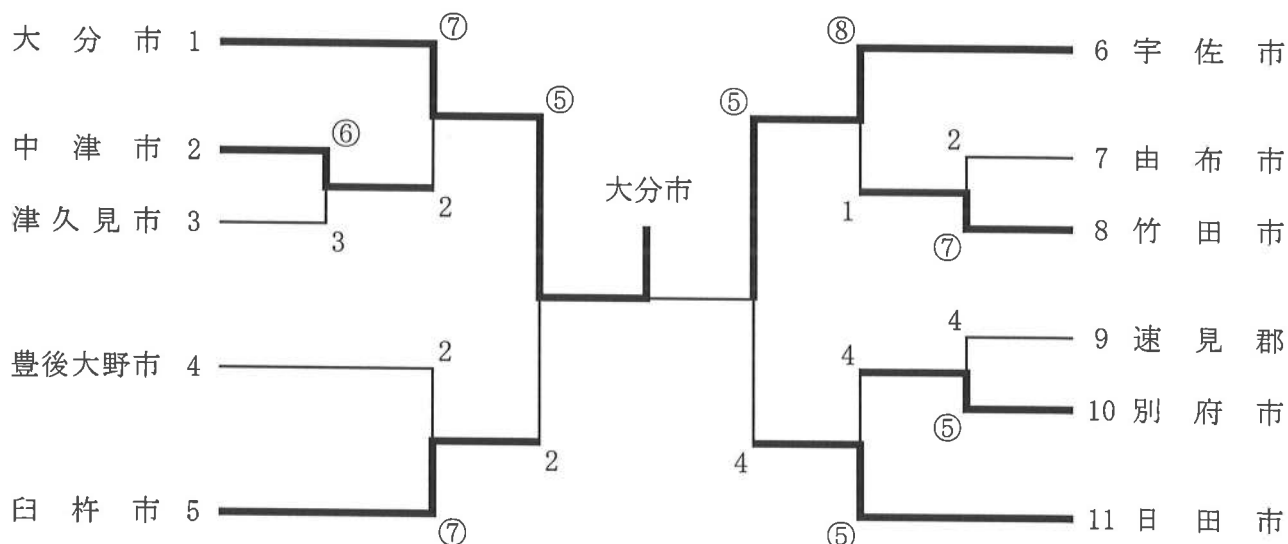 大分市 1
⑦
中津市 2
⑥
津久見市 3
3
2
⑤
豊後大野市 4
2
臼杵市 5
⑦
2
大分市
⑧
6 宇佐市
⑤
2
7 由布市
1
8 竹田市
⑦
4
9 速見郡
4
10 別府市
⑤
4
11 日田市
⑤